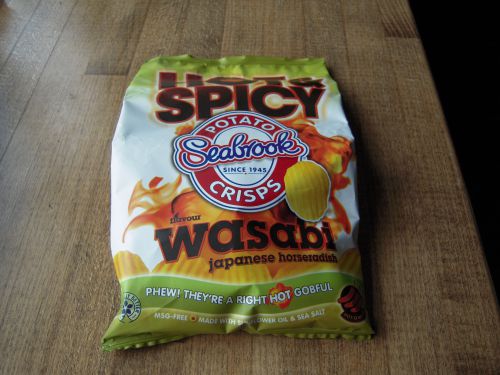 HOT &
SPICY
POTATO
Seabrook
SINCE 1945
CRISPS
flavour
wasabi
japanese horseradish
PHEW! THEY'RE A RIGHT HOT GOBFUL
MSG-FREE • MADE WITH SUNFLOWER OIL & SEA SALT